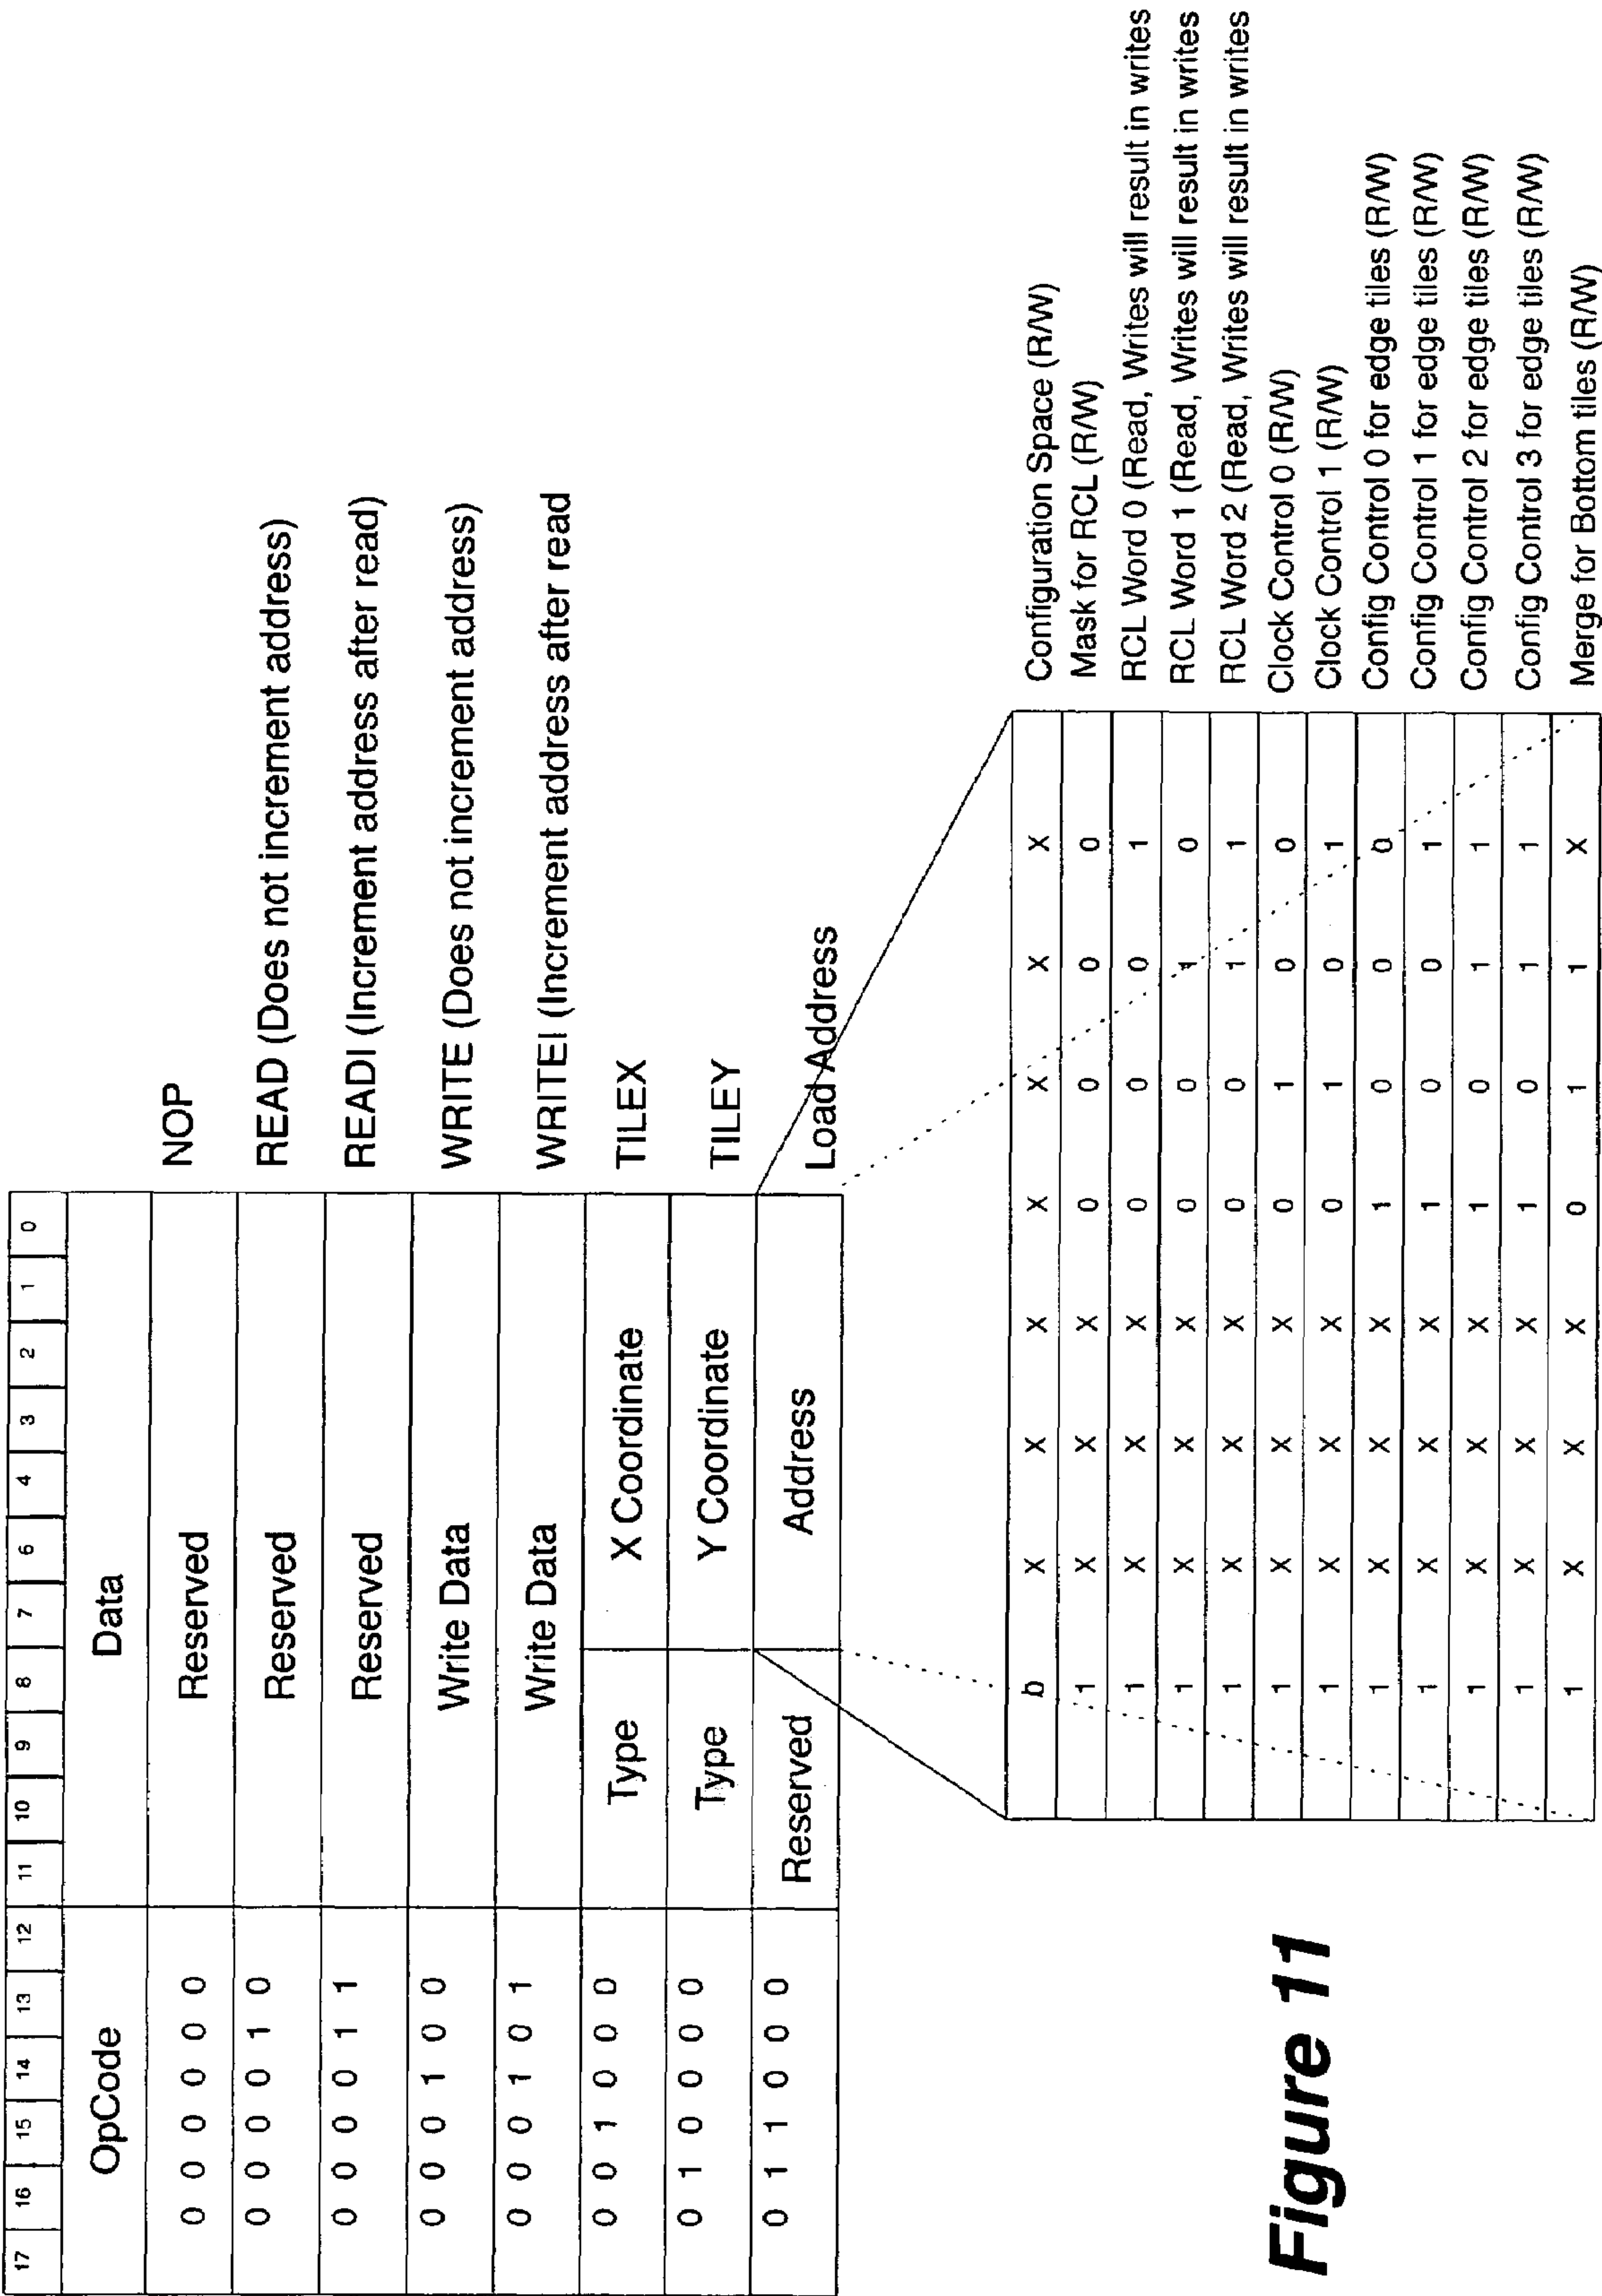 17 16 15 14 13 12 11 10 9 8 7 6 4 3 2 1 0
OpCode Data
0 0 0 0 0 0 Reserved NOP
0 0 0 0 1 0 Reserved READ (Does not increment address)
0 0 0 0 1 1 Reserved READI (Increment address after read)
0 0 0 1 0 0 Write Data WRITE (Does not increment address)
0 0 0 1 0 1 Write Data WRITEI (Increment address after read
0 0 1 0 0 0 Type X Coordinate TILEX
0 1 0 0 0 0 Type Y Coordinate TILEY
0 1 1 0 0 0 Reserved Address Load Address
b X X X X X X X Configuration Space (R/W)
1 X X X 0 0 0 0 Mask for RCL (R/W)
1 X X X 0 0 0 1 RCL Word 0 (Read, Writes will result in writes
1 X X X 0 0 1 0 RCL Word 1 (Read, Writes will result in writes
1 X X X 0 0 1 1 RCL Word 2 (Read, Writes will result in writes
1 X X X 0 1 0 0 Clock Control 0 (R/W)
1 X X X 0 1 0 1 Clock Control 1 (R/W)
1 X X X 1 0 0 0 Config Control 0 for edge tiles (R/W)
1 X X X 1 0 0 1 Config Control 1 for edge tiles (R/W)
1 X X X 1 0 1 1 Config Control 2 for edge tiles (R/W)
1 X X X 1 0 1 1 Config Control 3 for edge tiles (R/W)
1 X X X 0 1 1 X Merge for Bottom tiles (R/W)
Figure 11